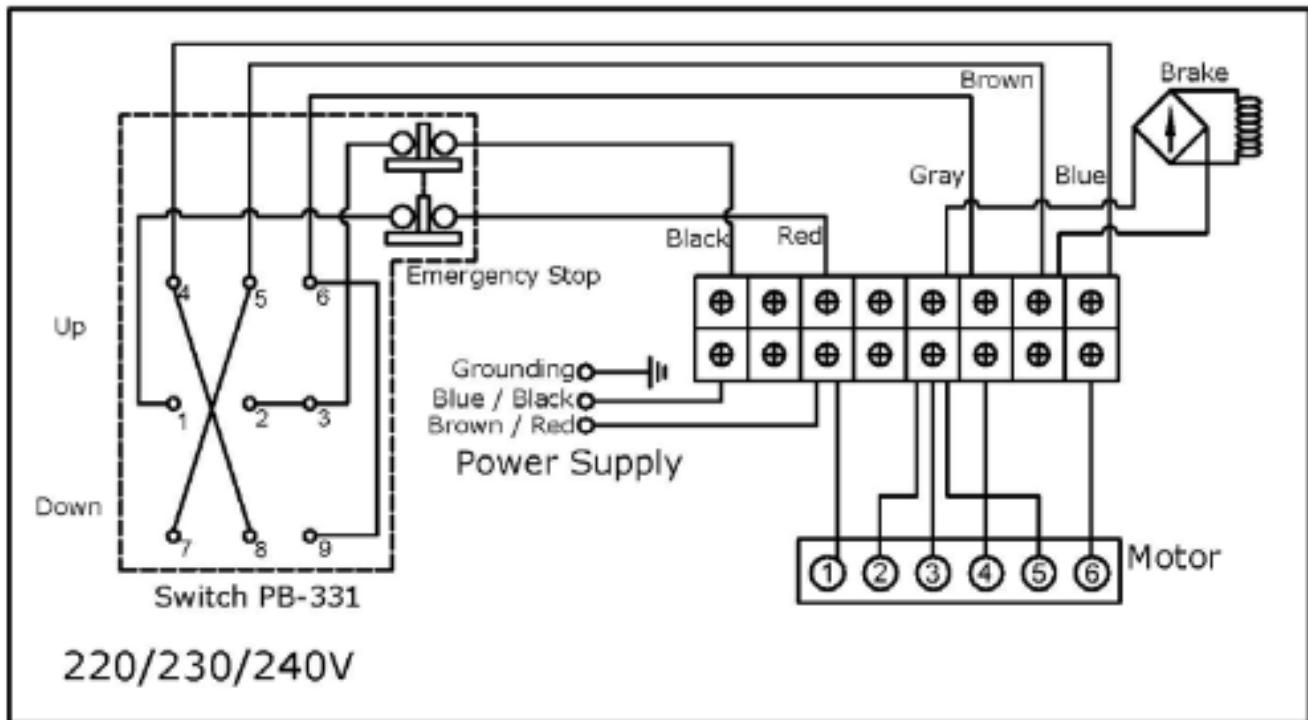 Brown
Brake
Gray
Blue
Black
Red
Emergency Stop
4
5
6
Up
1
2
3
Grounding
Blue / Black
Brown / Red
Power Supply
Down
7
8
9
Switch PB-331
1 2 3 4 5 6
Motor
220/230/240V